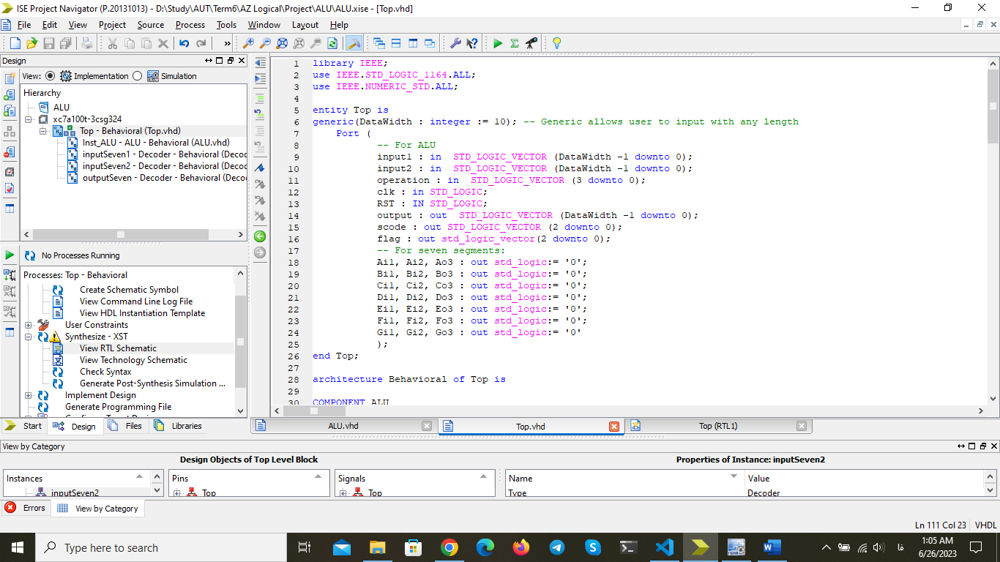 ISE Project Navigator (P.20131013) - D:\Study\AUT\Term6\AZ Logical\Project\ALU\ALU.xise - [Top.vhd]
File Edit View Project Source Process Tools Window Layout Help
Design
View: Implementation Simulation
Hierarchy
ALU
xc7a100t-3csg324
Top - Behavioral (Top.vhd)
Inst_ALU - ALU - Behavioral (ALU.vhd)
inputSeven1 - Decoder - Behavioral (Decoc
inputSeven2 - Decoder - Behavioral (Decoc
outputSeven - Decoder - Behavioral (Deco
No Processes Running
Processes: Top - Behavioral
Create Schematic Symbol
View Command Line Log File
View HDL Instantiation Template
User Constraints
Synthesize - XST
View RTL Schematic
View Technology Schematic
Check Syntax
Generate Post-Synthesis Simulation ...
Implement Design
Generate Programming File
Start Design Files Libraries
1 library IEEE;
2 use IEEE.STD_LOGIC_1164.ALL;
3 use IEEE.NUMERIC_STD.ALL;
4
5 entity Top is
6 generic(DataWidth : integer := 10); -- Generic allows user to input with any length
7 Port (
8 -- For ALU
9 input1 : in STD_LOGIC_VECTOR (DataWidth -1 downto 0);
10 input2 : in STD_LOGIC_VECTOR (DataWidth -1 downto 0);
11 operation : in STD_LOGIC_VECTOR (3 downto 0);
12 clk : in STD_LOGIC;
13 RST : IN STD_LOGIC;
14 output : out STD_LOGIC_VECTOR (DataWidth -1 downto 0);
15 scode : out STD_LOGIC_VECTOR (2 downto 0);
16 flag : out std_logic_vector(2 downto 0);
17 -- For seven segments:
18 Ai1, Ai2, Ao3 : out std_logic:= '0';
19 Bi1, Bi2, Bo3 : out std_logic:= '0';
20 Ci1, Ci2, Co3 : out std_logic:= '0';
21 Di1, Di2, Do3 : out std_logic:= '0';
22 Ei1, Ei2, Eo3 : out std_logic:= '0';
23 Fi1, Fi2, Fo3 : out std_logic:= '0';
24 Gi1, Gi2, Go3 : out std_logic:= '0'
25 );
26 end Top;
27
28 architecture Behavioral of Top is
29
30 COMPONENT ALU
ALU.vhd Top.vhd Top (RTL1)
View by Category
Design Objects of Top Level Block Properties of Instance: inputSeven2
Instances Pins Signals Name Value
inputSeven2 Top Top Type Decoder
Errors View by Category
Ln 111 Col 23 VHDL
Type here to search
فا
1:05 AM
6/26/2023